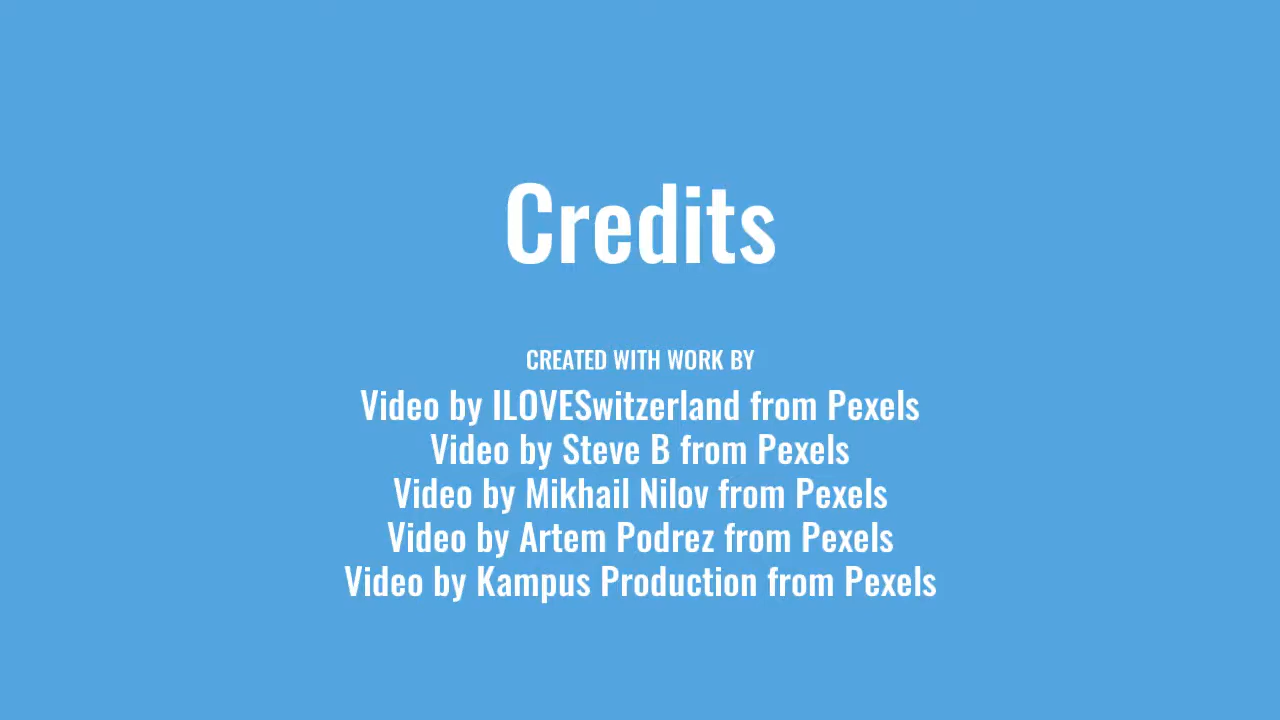 Credits
CREATED WITH WORK BY
Video by ILOVESwitzerland from Pexels
Video by Steve B from Pexels
Video by Mikhail Nilov from Pexels
Video by Artem Podrez from Pexels
Video by Kampus Production from Pexels